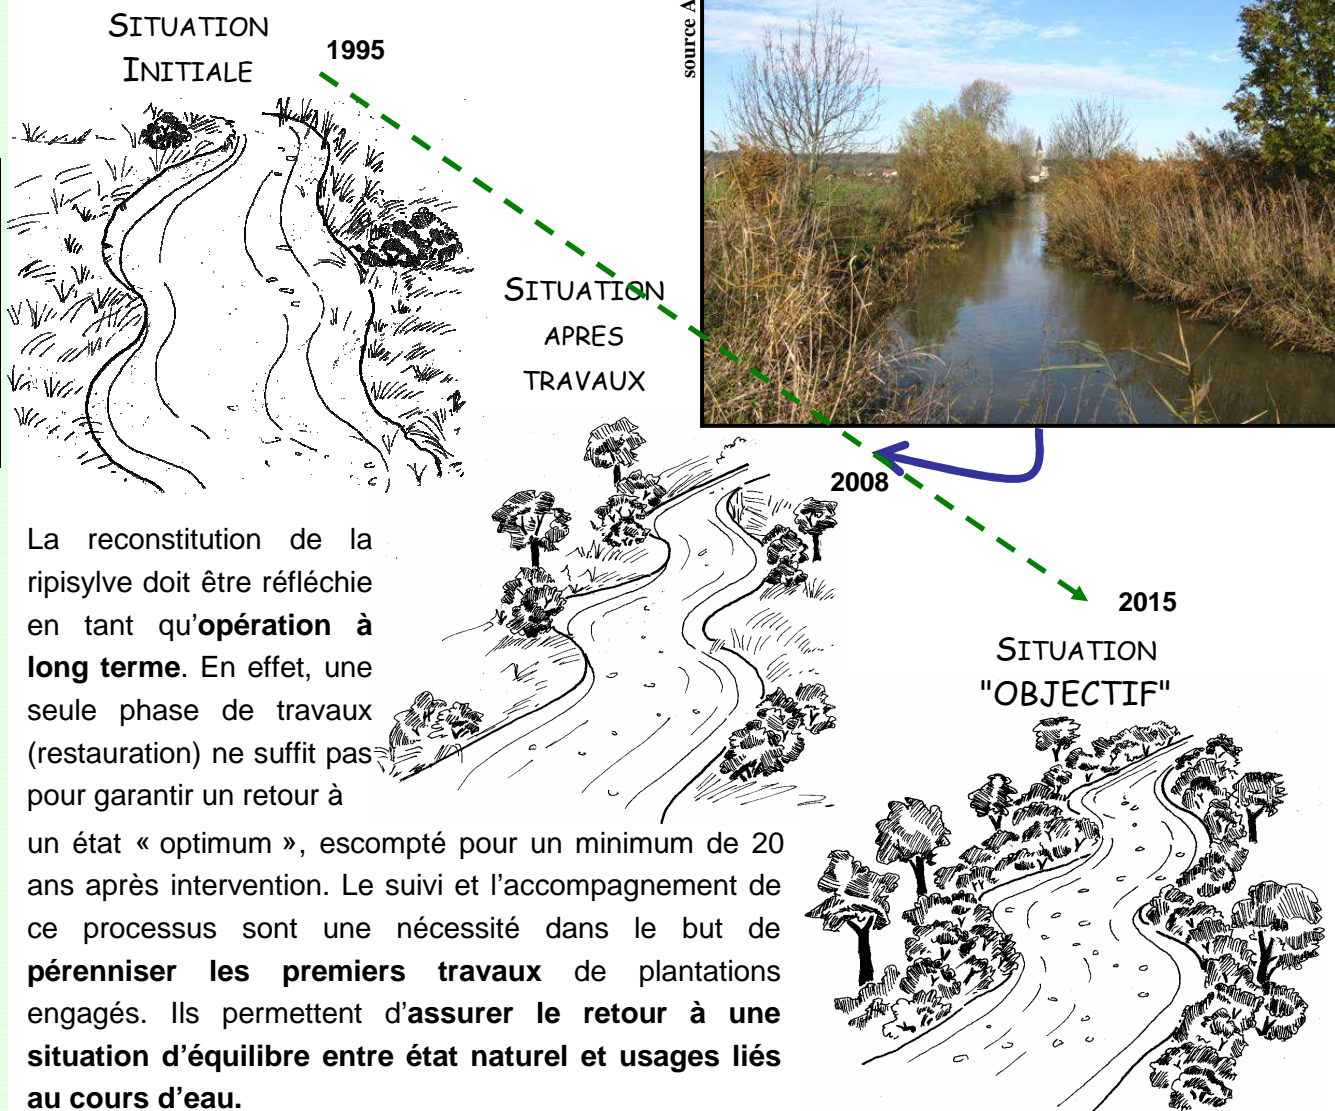 SITUATION
INITIALE
1995
source A
SITUATION
APRES
TRAVAUX
2008
2015
SITUATION
"OBJECTIF"
La reconstitution de la
ripisylve doit être réfléchie
en tant qu'opération à
long terme. En effet, une
seule phase de travaux
(restauration) ne suffit pas
pour garantir un retour à
un état « optimum », escompté pour un minimum de 20
ans après intervention. Le suivi et l'accompagnement de
ce processus sont une nécessité dans le but de
pérenniser les premiers travaux de plantations
engagés. Ils permettent d'assurer le retour à une
situation d'équilibre entre état naturel et usages liés
au cours d'eau.